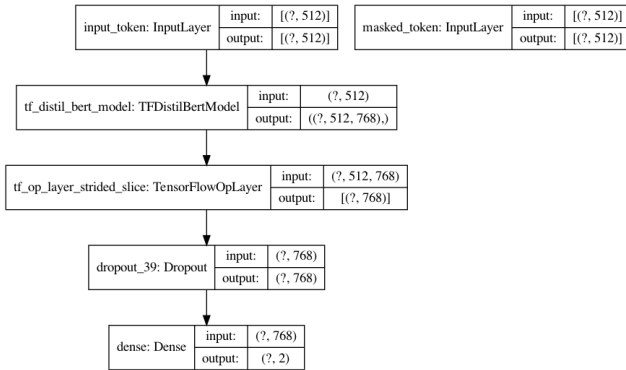 input_token: InputLayer
input: [(?, 512)]
output: [(?, 512)]
masked_token: InputLayer
input: [(?, 512)]
output: [(?, 512)]
tf_distil_bert_model: TFDistilBertModel
input: (?, 512)
output: ((?, 512, 768),)
tf_op_layer_strided_slice: TensorFlowOpLayer
input: (?, 512, 768)
output: [(?, 768)]
dropout_39: Dropout
input: (?, 768)
output: (?, 768)
dense: Dense
input: (?, 768)
output: (?, 2)